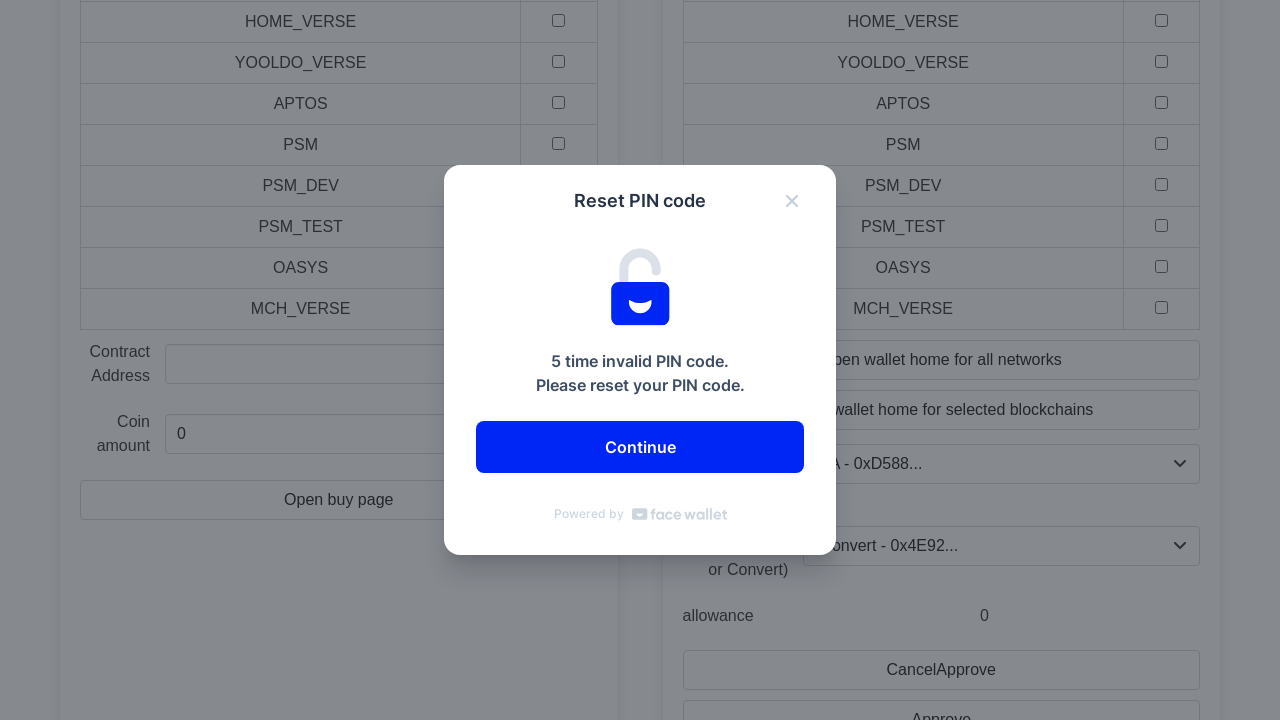 HOME_VERSE
YOOLDO_VERSE
APTOS
PSM
PSM_DEV
PSM_TEST
OASYS
MCH_VERSE
Contract
Address
Coin
amount
0
Open buy page
HOME_VERSE
YOOLDO_VERSE
APTOS
PSM
PSM_DEV
PSM_TEST
OASYS
MCH_VERSE
wallet home for all networks
wallet home for selected blockchains
- 0xD588...
- 0x4E92...
or Convert)
allowance
0
CancelApprove
Approve
Reset PIN code
5 time invalid PIN code.
Please reset your PIN code.
Continue
Powered by face wallet